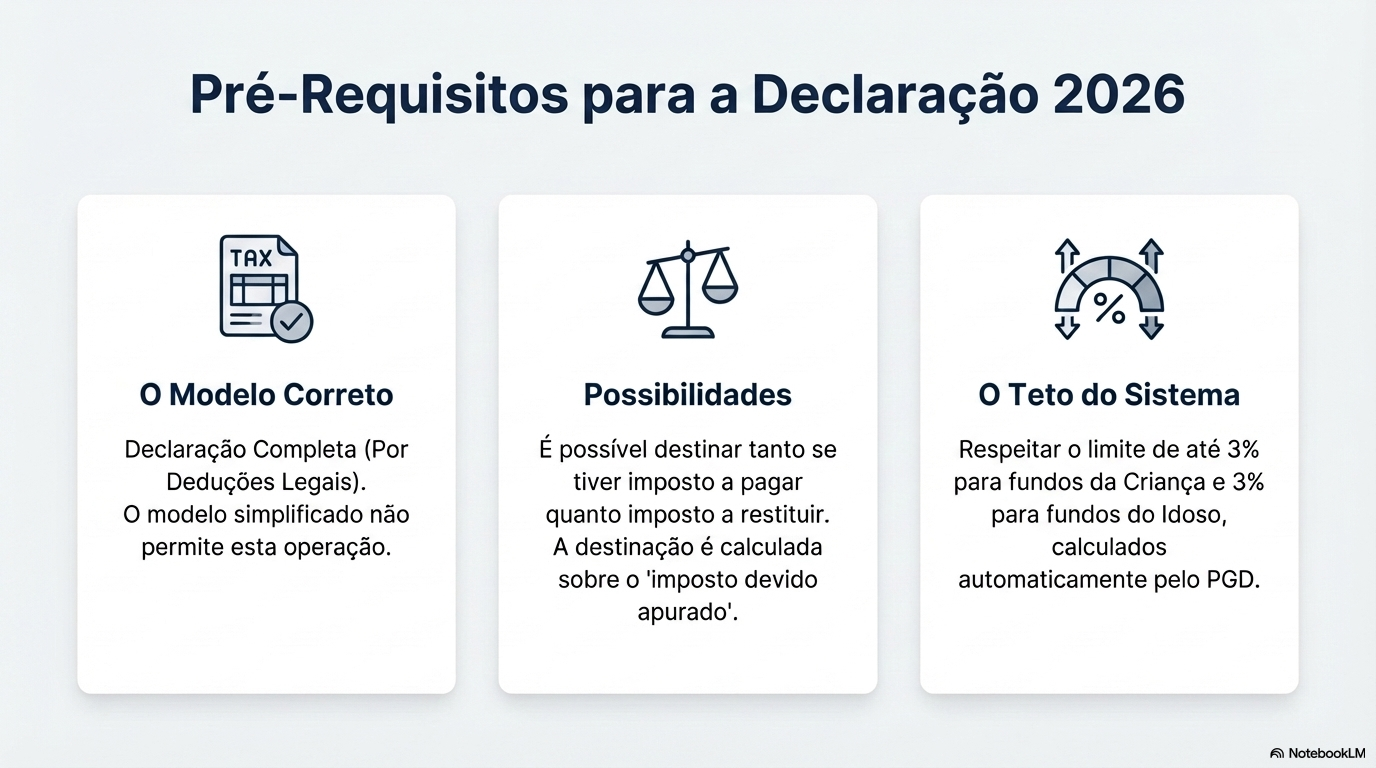 Pré-Requisitos para a Declaração 2026
TAX
O Modelo Correto
Declaração Completa (Por
Deduções Legais).
O modelo simplificado não
permite esta operação.
Possibilidades
É possível destinar tanto se
tiver imposto a pagar
quanto imposto a restituir.
A destinação é calculada
sobre o 'imposto devido
apurado'.
%
O Teto do Sistema
Respeitar o limite de até 3%
para fundos da Criança e 3%
para fundos do Idoso,
calculados
automaticamente pelo PGD.
NotebookLM